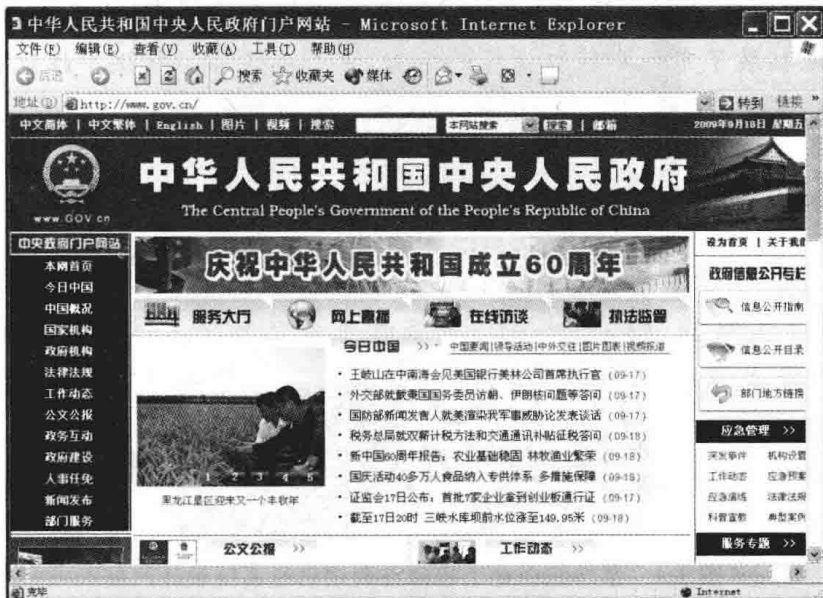 中华人民共和国中央人民政府门户网站 - Microsoft Internet Explorer
文件(F) 编辑(E) 查看(V) 收藏(A) 工具(T) 帮助(H)
后退 搜索 收藏夹 媒体
地址(D) http://www.gov.cn/ 转到 链接 »
中文简体 | 中文繁体 | English | 图片 | 视频 | 搜索 本网站搜索 搜索 | 邮箱 2009年9月18日 星期五
中华人民共和国中央人民政府
www.GOV.cn The Central People's Government of the People's Republic of China
中央政府门户网站
本网首页
今日中国
中国概况
国家机构
政府机构
法律法规
工作动态
公文公报
政务互动
政府建设
人事任免
新闻发布
部门服务
庆祝中华人民共和国成立60周年
服务大厅 网上直播 在线访谈 执法监管
今日中国 >> · 中国要闻|领导活动|中外交往|图片图表|视频报道
· 王岐山在中南海会见美国银行美林公司首席执行官 (09-17)
· 外交部就戴秉国国务委员访朝、伊朗核问题等答问 (09-17)
· 国防部新闻发言人就美渲染我军事威胁论发表谈话 (09-17)
· 税务总局就双薪计税方法和交通通讯补贴征税答问 (09-18)
· 新中国60周年报告：农业基础稳固 林牧渔业繁荣 (09-18)
· 国庆活动40多万人食品纳入专供体系 多措施保障 (09-18)
· 证监会17日公布：首批7家企业拿到创业板通行证 (09-17)
· 截至17日20时 三峡水库坝前水位涨至149.95米 (09-18)
1 2 3 4 5
黑龙江垦区迎来又一个丰收年
公文公报 >> 工作动态 >>
设为首页 | 关于我们
政府信息公开专栏
信息公开指南
信息公开目录
部门地方链接
应急管理 >>
突发事件 机构设置
工作动态 应急预案
应急演练 法律法规
科普宣教 典型案例
服务专题 >>
完毕 Internet